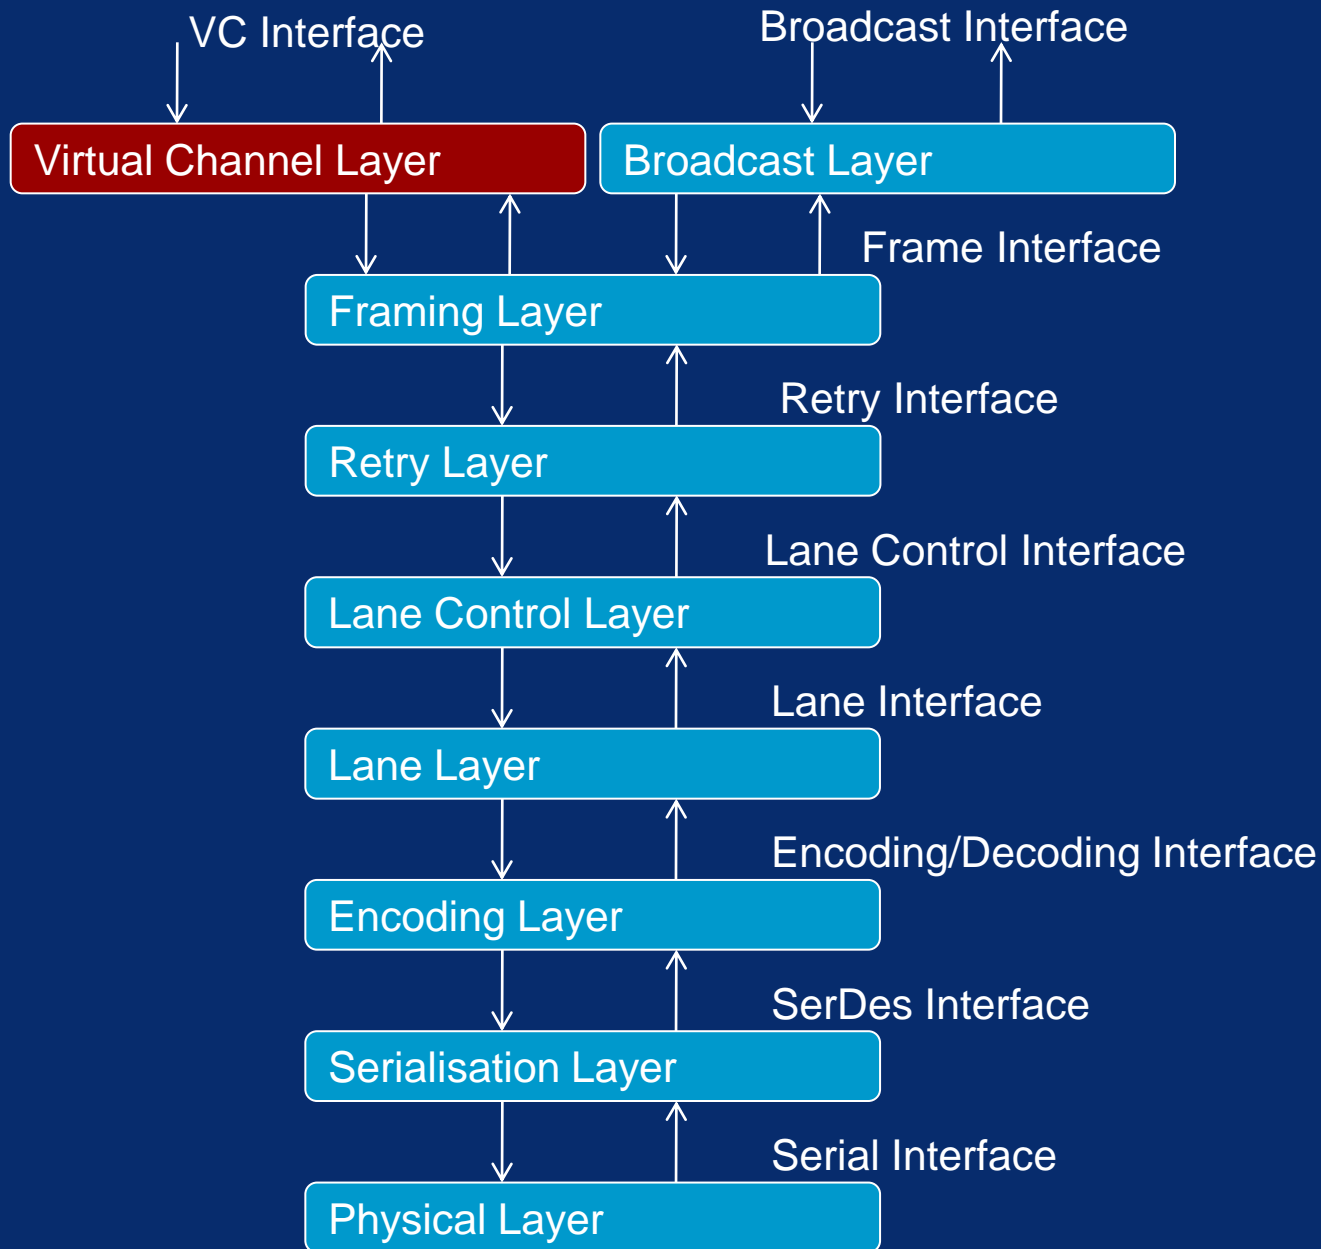 VC Interface
Broadcast Interface
Virtual Channel Layer
Broadcast Layer
Frame Interface
Framing Layer
Retry Interface
Retry Layer
Lane Control Interface
Lane Control Layer
Lane Interface
Lane Layer
Encoding/Decoding Interface
Encoding Layer
SerDes Interface
Serialisation Layer
Serial Interface
Physical Layer